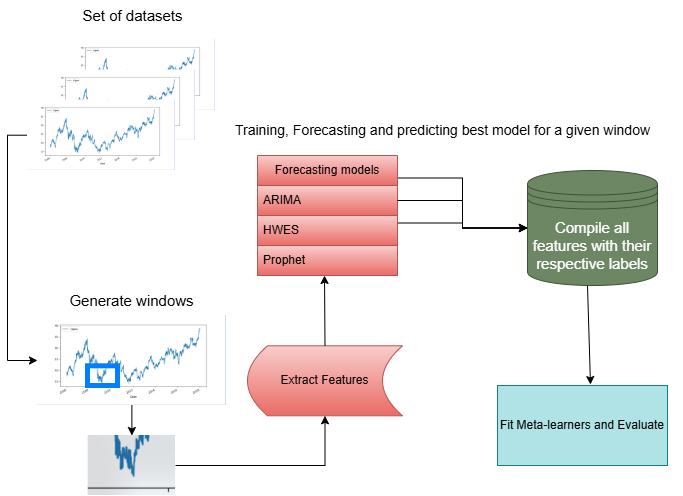 Set of datasets
Training, Forecasting and predicting best model for a given window
Forecasting models
ARIMA
HWES
Prophet
Compile all
features with their
respective labels
Generate windows
Extract Features
Fit Meta-learners and Evaluate